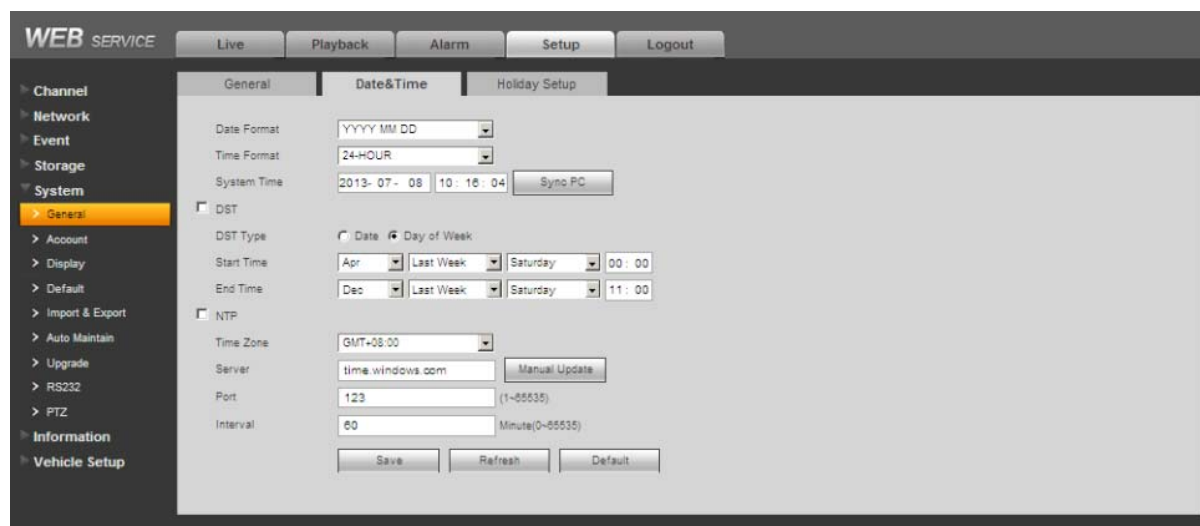 WEB SERVICE
Live Playback Alarm Setup Logout
General Date&Time Holiday Setup
Channel
Network
Event
Storage
System
General
Account
Display
Default
Import & Export
Auto Maintain
Upgrade
RS232
PTZ
Information
Vehicle Setup
Date Format YYYY MM DD
Time Format 24-HOUR
System Time 2013- 07- 08 10: 16: 04 Sync PC
DST
DST Type Date Day of Week
Start Time Apr Last Week Saturday 00: 00
End Time Dec Last Week Saturday 11: 00
NTP
Time Zone GMT+08:00
Server time.windows.com Manual Update
Port 123 (1~65535)
Interval 60 Minute(0~65535)
Save Refresh Default